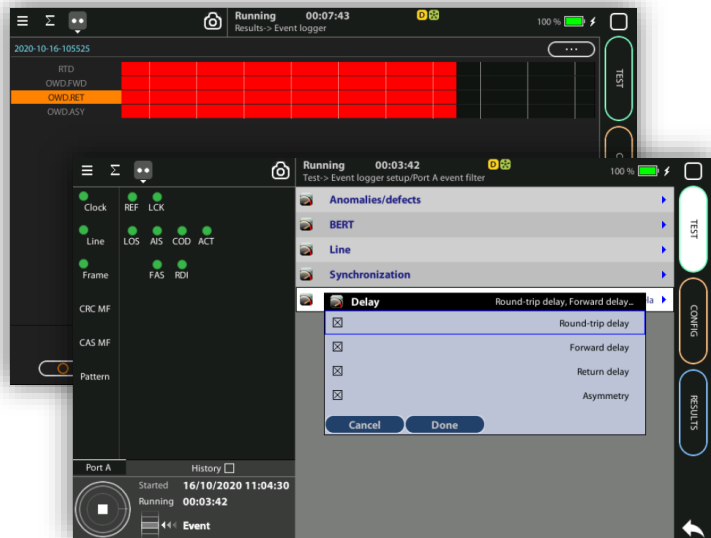 Running 00:07:43 D
Results-> Event logger
100 %
2020-10-16-105525
...
RTD
OWD.FWD
OWD.RET
OWD.ASY
TEST
Running 00:03:42 D
Test-> Event logger setup/Port A event filter
100 %
Clock REF LCK
Line LOS AIS COD ACT
Frame FAS RDI
CRC MF
CAS MF
Pattern
Anomalies/defects
BERT
Line
Synchronization
Delay Round-trip delay, Forward delay...
Round-trip delay
Forward delay
Return delay
Asymmetry
Cancel Done
TEST
CONFIG
RESULTS
Port A History
Started 16/10/2020 11:04:30
Running 00:03:42
Event